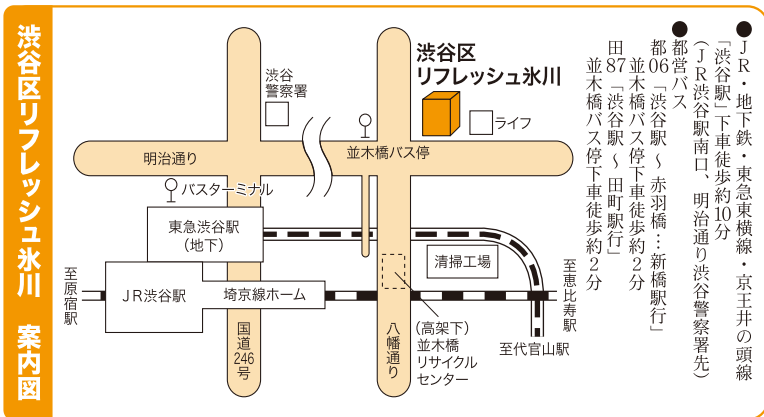 渋谷区リフレッシュ氷川　案内図
●ＪＲ・地下鉄・東急東横線・京王井の頭線
「渋谷駅」下車徒歩約10分
（ＪＲ渋谷駅南口、明治通り渋谷警察署先）
●都営バス
都06「渋谷駅～赤羽橋…新橋駅行」
並木橋バス停下車徒歩約２分
田87「渋谷駅～田町駅行」
並木橋バス停下車徒歩約２分
渋谷区
リフレッシュ氷川
渋谷
警察署
ライフ
明治通り
並木橋バス停
バスターミナル
東急渋谷駅
（地下）
清掃工場
至原宿駅
ＪＲ渋谷駅
埼京線ホーム
至恵比寿駅
国道246号
八幡通り
（高架下）
並木橋
リサイクル
センター
至代官山駅